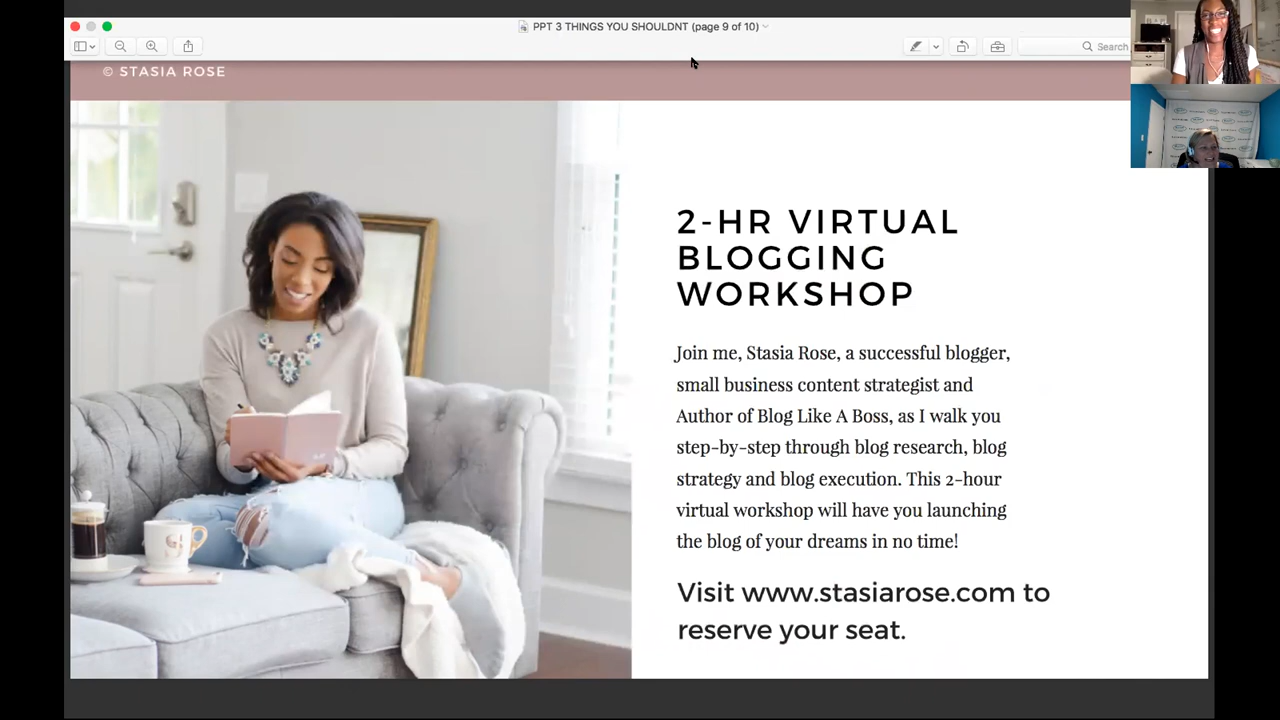 PPT 3 THINGS YOU SHOULDNT (page 9 of 10)
Search
© STASIA ROSE
2-HR VIRTUAL
BLOGGING
WORKSHOP
Join me, Stasia Rose, a successful blogger,
small business content strategist and
Author of Blog Like A Boss, as I walk you
step-by-step through blog research, blog
strategy and blog execution. This 2-hour
virtual workshop will have you launching
the blog of your dreams in no time!
Visit www.stasiarose.com to
reserve your seat.
S